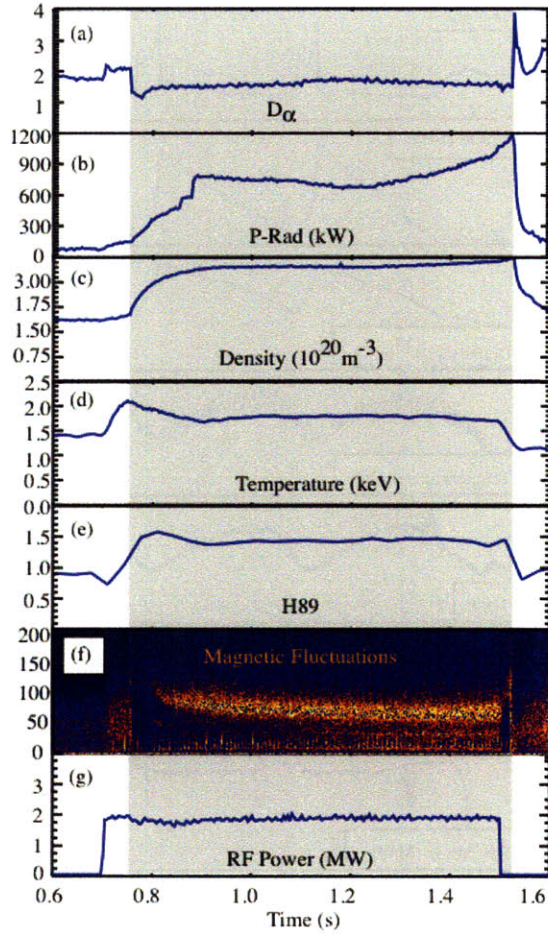 4
(a)
3
2
1
Dα
1200
(b)
900
600
300
P-Rad (kW)
0
(c)
3.00
1.75
1.50
0.75
Density (10²⁰m⁻³)
2.5
(d)
2.0
1.5
1.0
0.5
Temperature (keV)
0.0
(e)
1.5
1.0
0.5
H89
200
(f)
Magnetic Fluctuations
150
100
50
0
(g)
3
2
1
RF Power (MW)
0
0.6 0.8 1.0 1.2 1.4 1.6
Time (s)